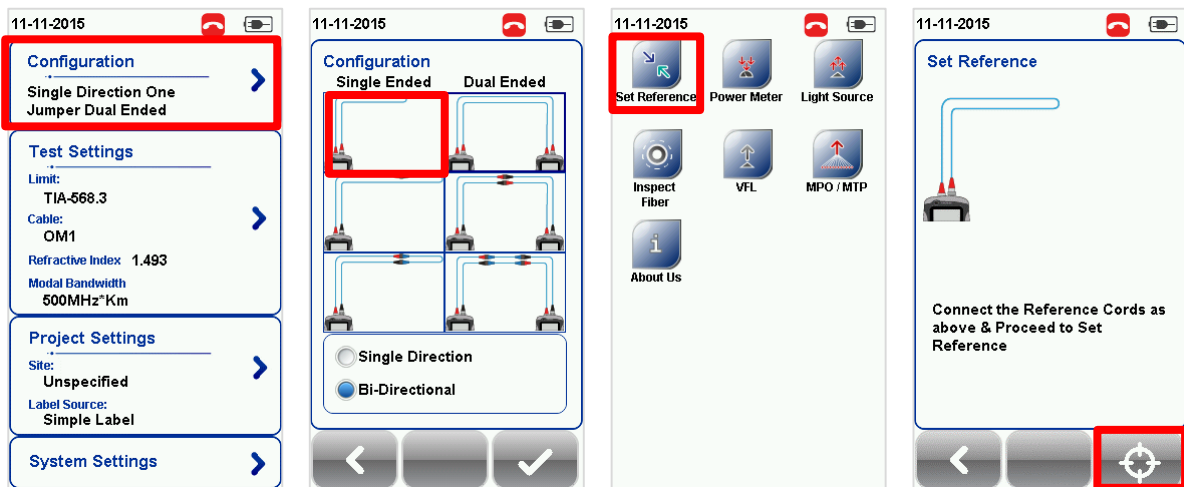 11-11-2015
Configuration
Single Direction One
Jumper Dual Ended
Test Settings
Limit:
TIA-568.3
Cable:
OM1
Refractive Index 1.493
Modal Bandwidth
500MHz*Km
Project Settings
Site:
Unspecified
Label Source:
Simple Label
System Settings
11-11-2015
Configuration
Single Ended Dual Ended
Single Direction
Bi-Directional
11-11-2015
Set Reference Power Meter Light Source
Inspect
Fiber
VFL
MPO / MTP
i
About Us
11-11-2015
Set Reference
Connect the Reference Cords as
above & Proceed to Set
Reference